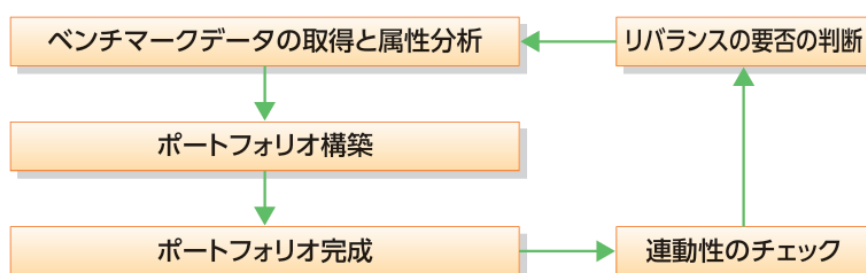 ベンチマークデータの取得と属性分析
リバランスの要否の判断
ポートフォリオ構築
ポートフォリオ完成
連動性のチェック